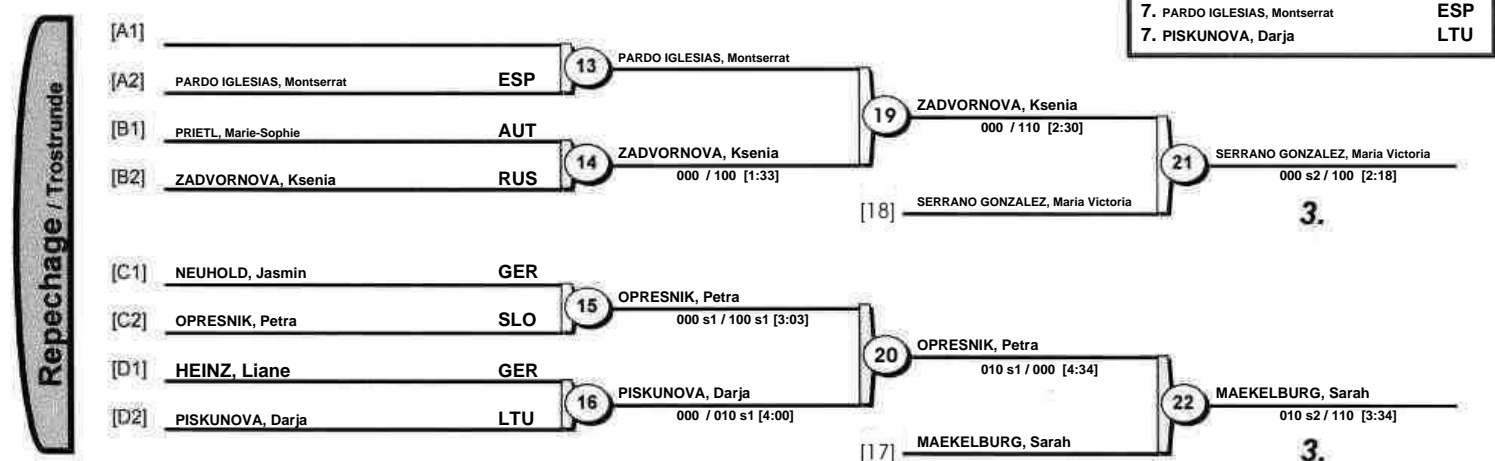 7. PARDO IGLESIAS, Montserrat ESP
7. PISKUNOVA, Darja LTU
Repechage / Trostrunde
[A1]
[A2] PARDO IGLESIAS, Montserrat ESP
13 PARDO IGLESIAS, Montserrat
[B1] PRIETL, Marie-Sophie AUT
[B2] ZADVORNOVA, Ksenia RUS
14 ZADVORNOVA, Ksenia
000 / 100 [1:33]
19 ZADVORNOVA, Ksenia
000 / 110 [2:30]
[18] SERRANO GONZALEZ, Maria Victoria
21 SERRANO GONZALEZ, Maria Victoria
000 s2 / 100 [2:18]
3.
[C1] NEUHOLD, Jasmin GER
[C2] OPRESNIK, Petra SLO
15 OPRESNIK, Petra
000 s1 / 100 s1 [3:03]
[D1] HEINZ, Liane GER
[D2] PISKUNOVA, Darja LTU
16 PISKUNOVA, Darja
000 / 010 s1 [4:00]
20 OPRESNIK, Petra
010 s1 / 000 [4:34]
[17] MAEKELBURG, Sarah
22 MAEKELBURG, Sarah
010 s2 / 110 [3:34]
3.